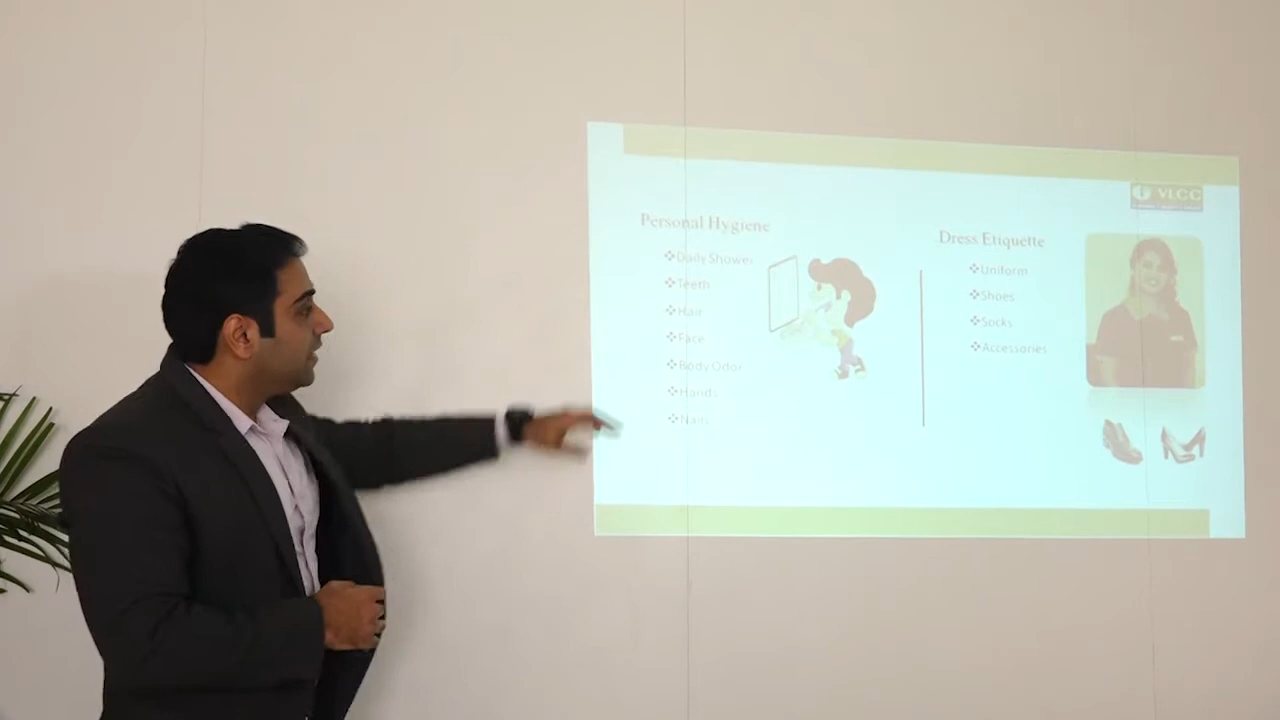 VLCC
Personal Hygiene
❖Daily Shower
❖Teeth
❖Hair
❖Face
❖Body Odor
❖Hands
❖Nails
Dress Etiquette
❖Uniform
❖Shoes
❖Socks
❖Accessories